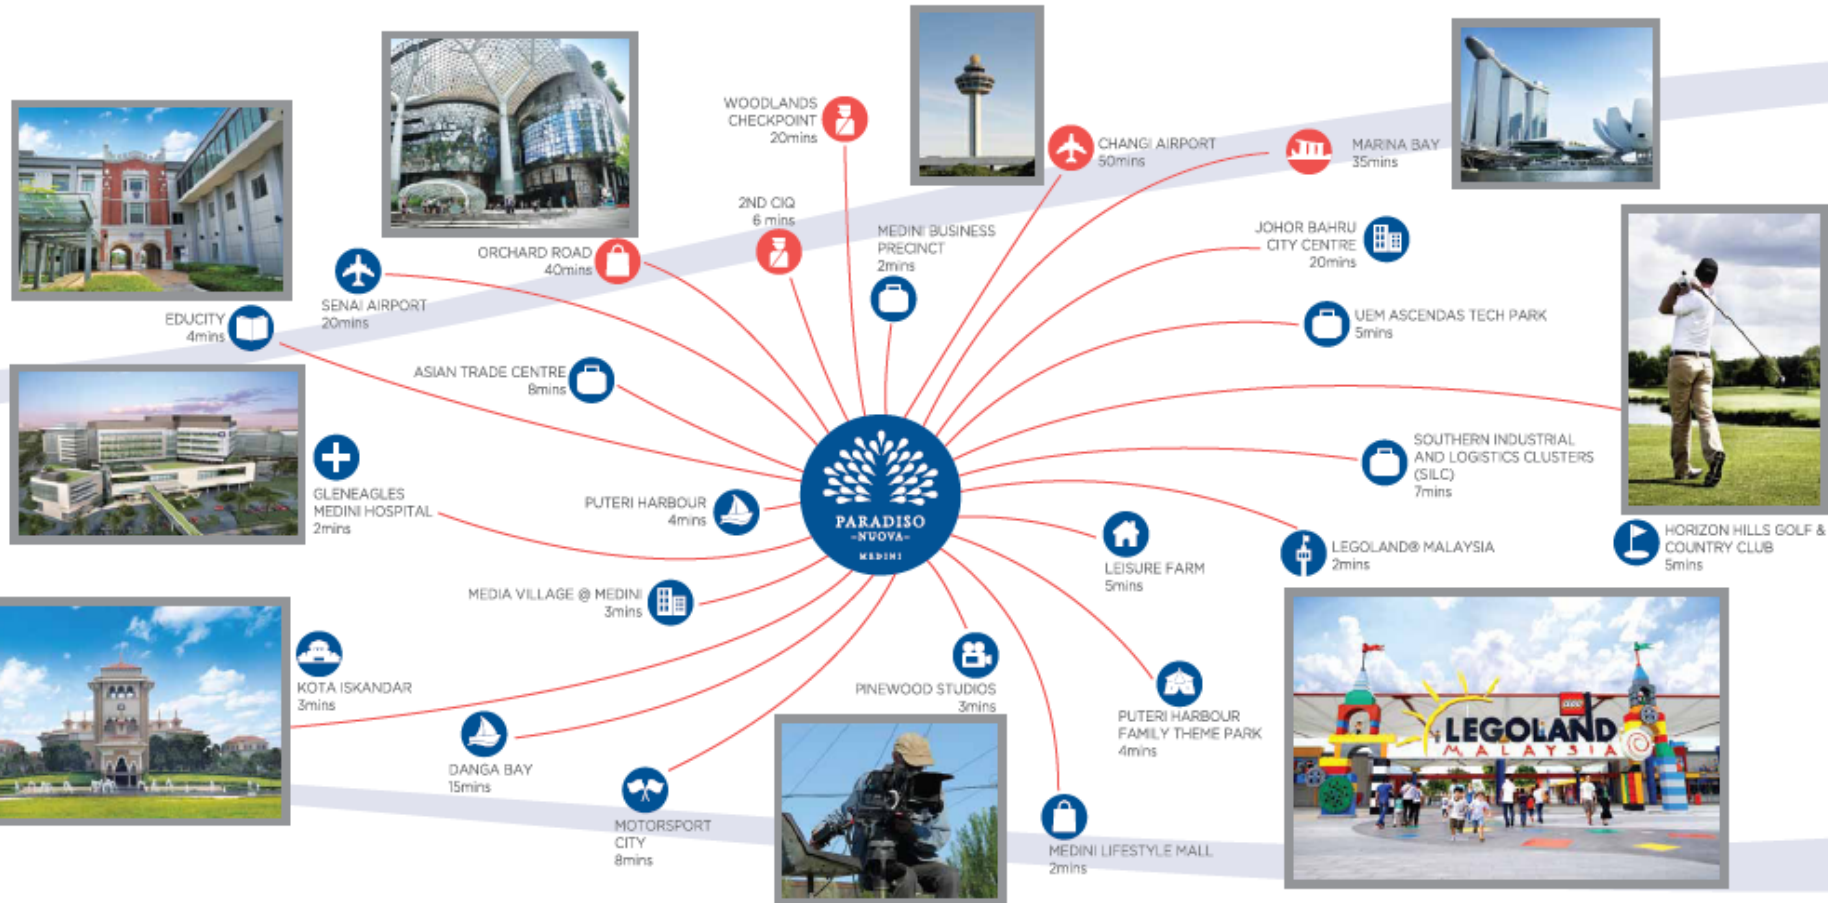 WOODLANDS
CHECKPOINT
20mins
CHANGI AIRPORT
50mins
MARINA BAY
35mins
2ND CIQ
6 mins
MEDINI BUSINESS
PRECINCT
2mins
JOHOR BAHRU
CITY CENTRE
20mins
ORCHARD ROAD
40mins
SENAI AIRPORT
20mins
EDUCITY
4mins
UEM ASCENDAS TECH PARK
5mins
ASIAN TRADE CENTRE
8mins
SOUTHERN INDUSTRIAL
AND LOGISTICS CLUSTERS
(SILC)
7mins
GLENEAGLES
MEDINI HOSPITAL
2mins
PUTERI HARBOUR
4mins
PARADISO
-NUOVA-
MEDINI
HORIZON HILLS GOLF &
COUNTRY CLUB
5mins
LEGOLAND® MALAYSIA
2mins
LEISURE FARM
5mins
MEDIA VILLAGE @ MEDINI
3mins
KOTA ISKANDAR
3mins
PINEWOOD STUDIOS
3mins
PUTERI HARBOUR
FAMILY THEME PARK
4mins
DANGA BAY
15mins
MOTORSPORT
CITY
8mins
MEDINI LIFESTYLE MALL
2mins
LEGO
LEGOLAND
MALAYSIA